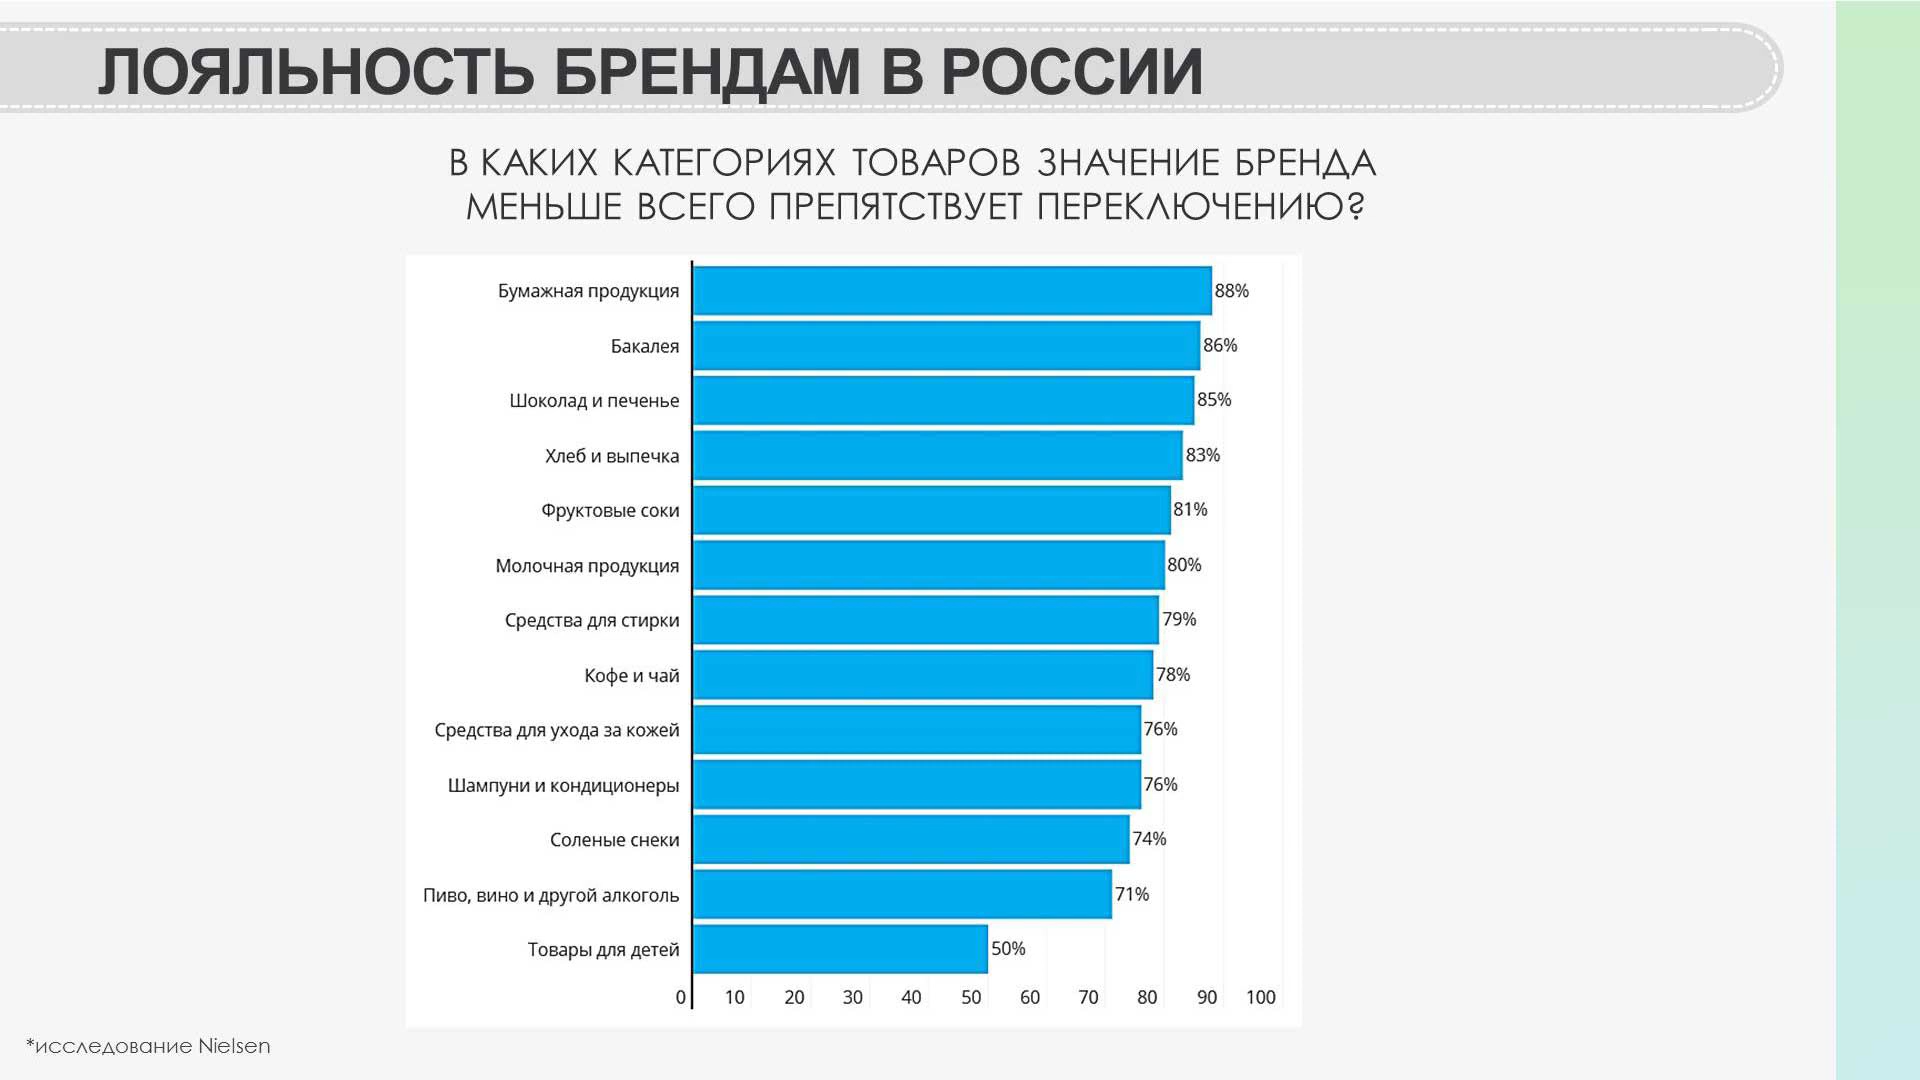 ЛОЯЛЬНОСТЬ БРЕНДАМ В РОССИИ
В КАКИХ КАТЕГОРИЯХ ТОВАРОВ ЗНАЧЕНИЕ БРЕНДА
МЕНЬШЕ ВСЕГО ПРЕПЯТСТВУЕТ ПЕРЕКЛЮЧЕНИЮ?
Бумажная продукция 88%
Бакалея 86%
Шоколад и печенье 85%
Хлеб и выпечка 83%
Фруктовые соки 81%
Молочная продукция 80%
Средства для стирки 79%
Кофе и чай 78%
Средства для ухода за кожей 76%
Шампуни и кондиционеры 76%
Соленые снеки 74%
Пиво, вино и другой алкоголь 71%
Товары для детей 50%
0 10 20 30 40 50 60 70 80 90 100
*исследование Nielsen